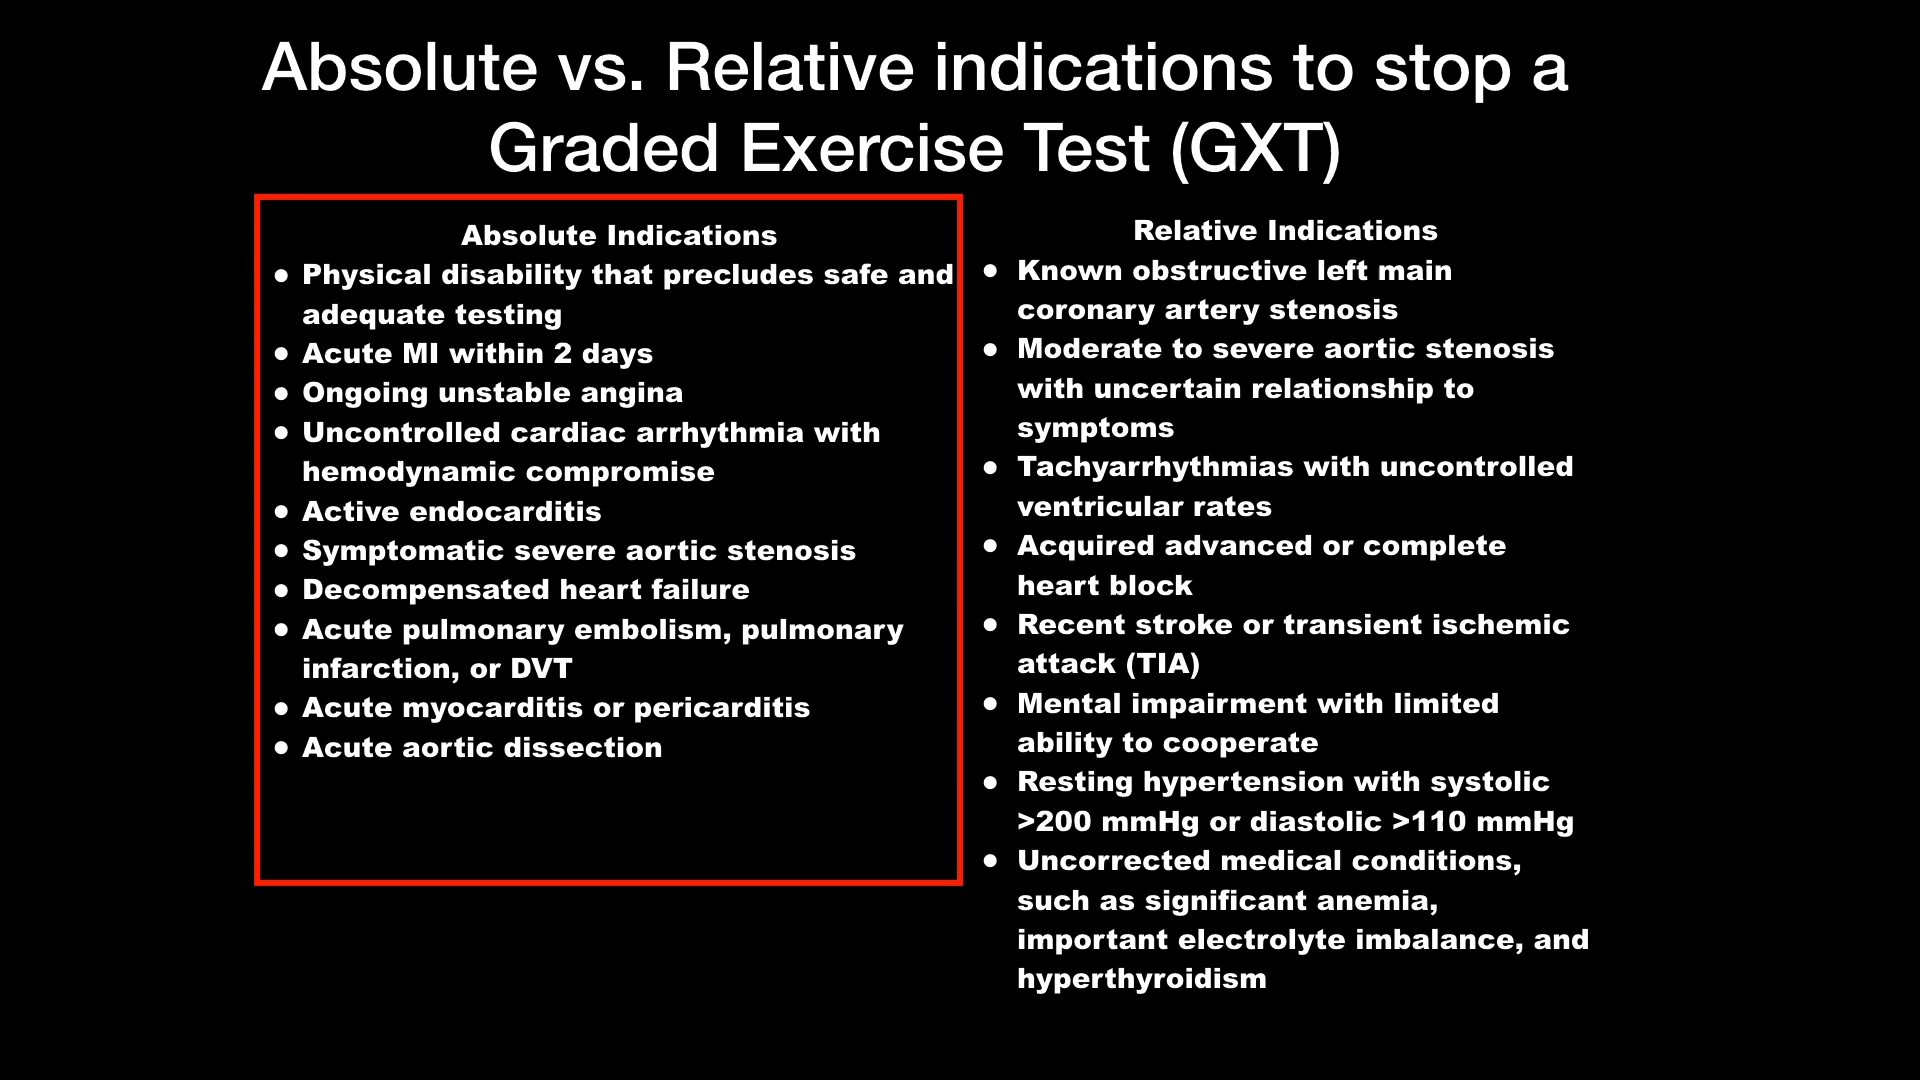 Absolute vs. Relative indications to stop a
Graded Exercise Test (GXT)
Absolute Indications
● Physical disability that precludes safe and
adequate testing
● Acute MI within 2 days
● Ongoing unstable angina
● Uncontrolled cardiac arrhythmia with
hemodynamic compromise
● Active endocarditis
● Symptomatic severe aortic stenosis
● Decompensated heart failure
● Acute pulmonary embolism, pulmonary
infarction, or DVT
● Acute myocarditis or pericarditis
● Acute aortic dissection
Relative Indications
● Known obstructive left main
coronary artery stenosis
● Moderate to severe aortic stenosis
with uncertain relationship to
symptoms
● Tachyarrhythmias with uncontrolled
ventricular rates
● Acquired advanced or complete
heart block
● Recent stroke or transient ischemic
attack (TIA)
● Mental impairment with limited
ability to cooperate
● Resting hypertension with systolic
>200 mmHg or diastolic >110 mmHg
● Uncorrected medical conditions,
such as significant anemia,
important electrolyte imbalance, and
hyperthyroidism